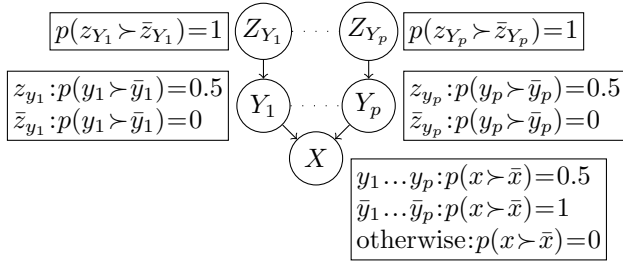 p(z_{Y_1}≻z̄_{Y_1})=1 Z_{Y_1} · · · · Z_{Y_p} p(z_{Y_p}≻z̄_{Y_p})=1
z_{y_1}:p(y_1≻ȳ_1)=0.5 z_{y_p}:p(y_p≻ȳ_p)=0.5
z̄_{y_1}:p(y_1≻ȳ_1)=0 Y_1 · · · · Y_p z̄_{y_p}:p(y_p≻ȳ_p)=0
X
y_1...y_p:p(x≻x̄)=0.5
ȳ_1...ȳ_p:p(x≻x̄)=1
otherwise:p(x≻x̄)=0